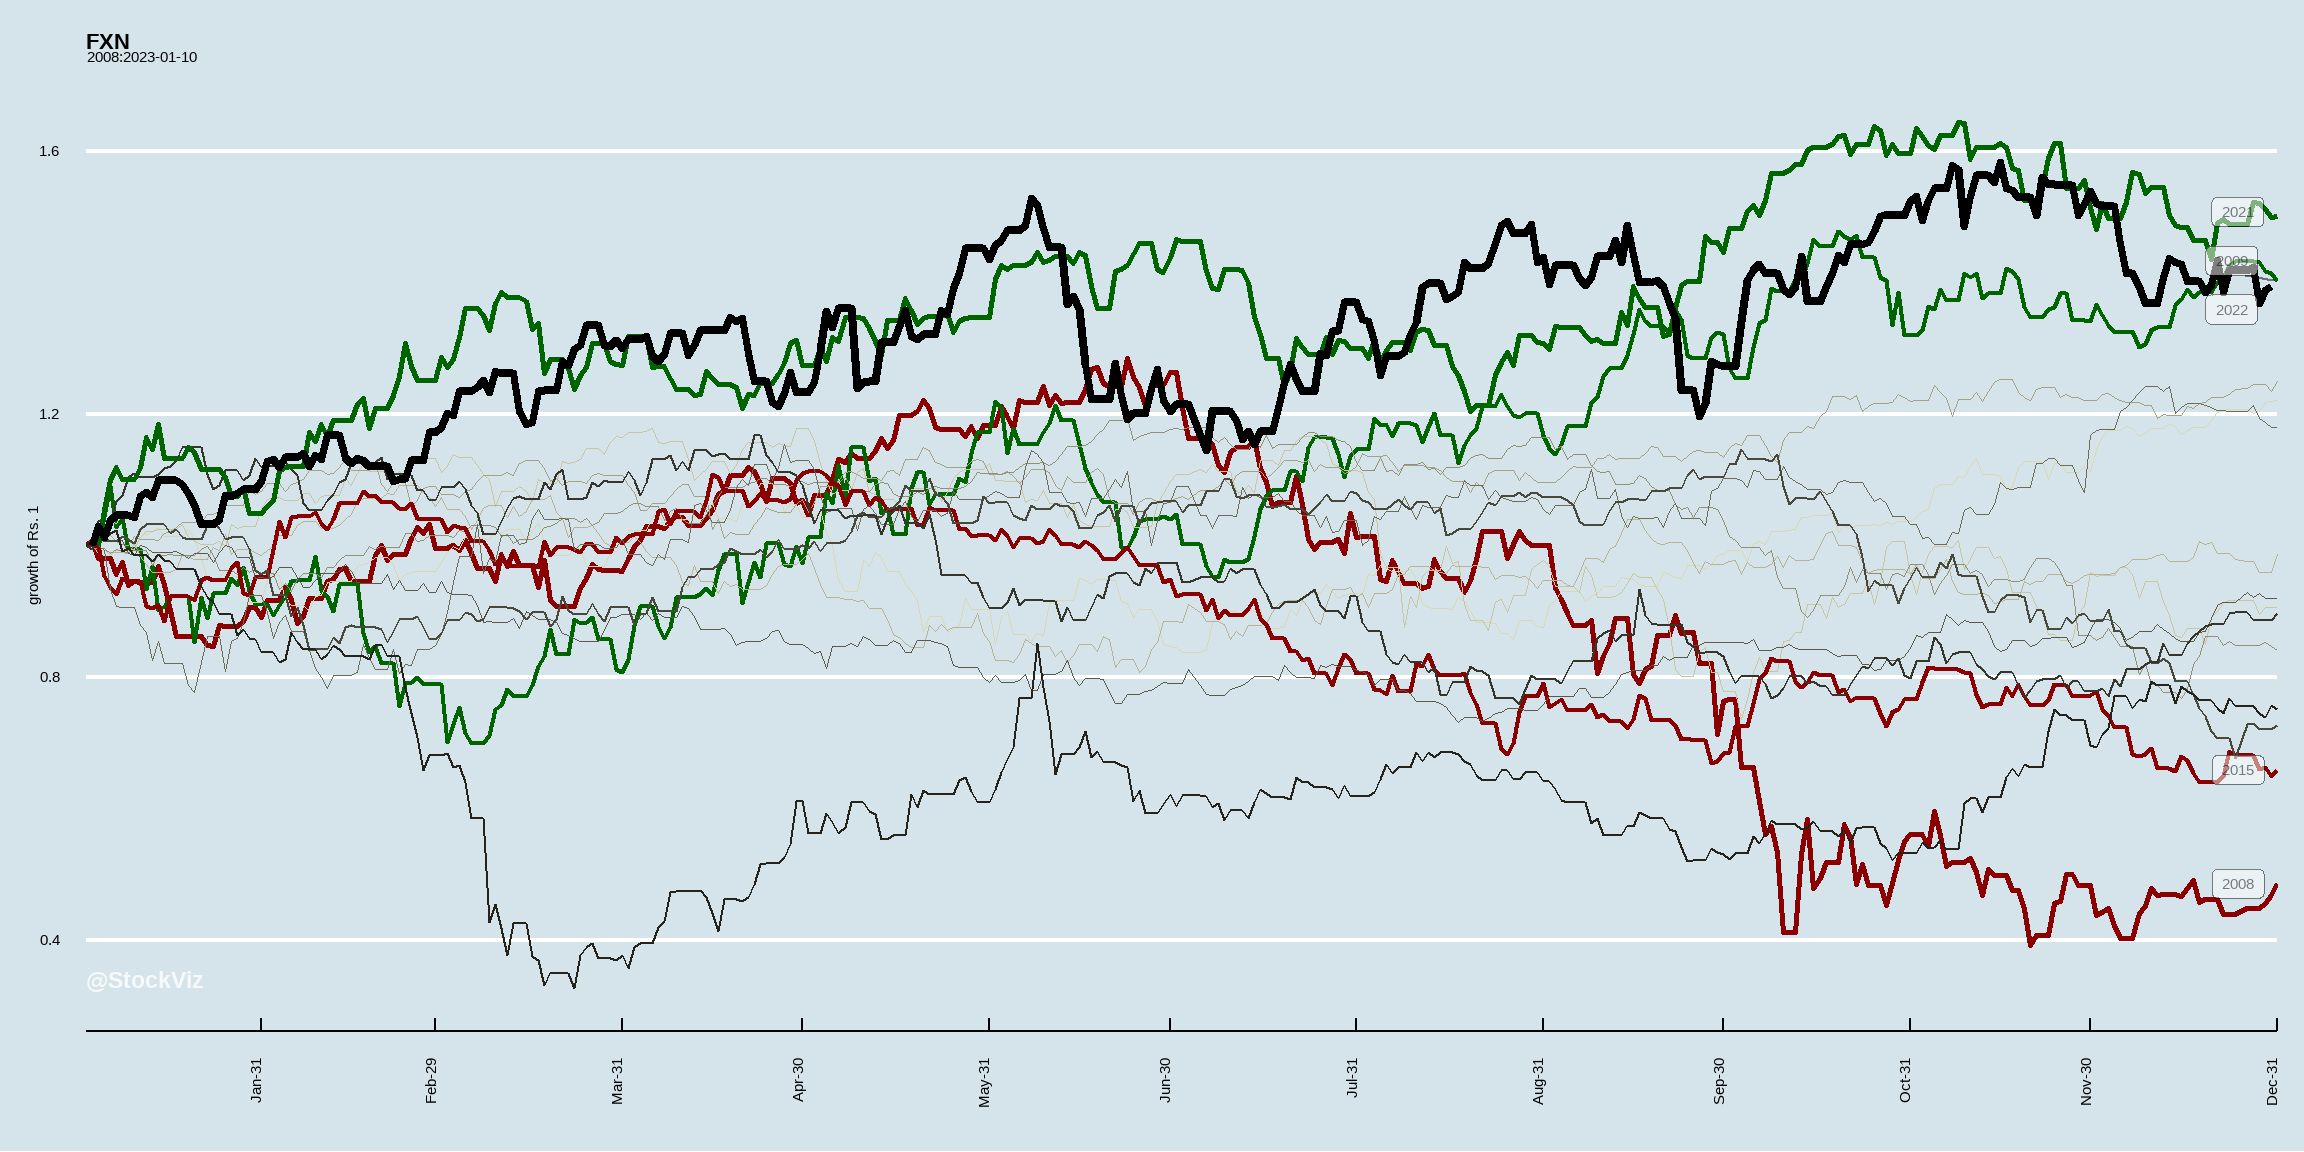 FXN
2008:2023-01-10
1.6
1.2
0.8
0.4
growth of Rs. 1
2021
2009
2022
2015
2008
@StockViz
Jan-31
Feb-29
Mar-31
Apr-30
May-31
Jun-30
Jul-31
Aug-31
Sep-30
Oct-31
Nov-30
Dec-31